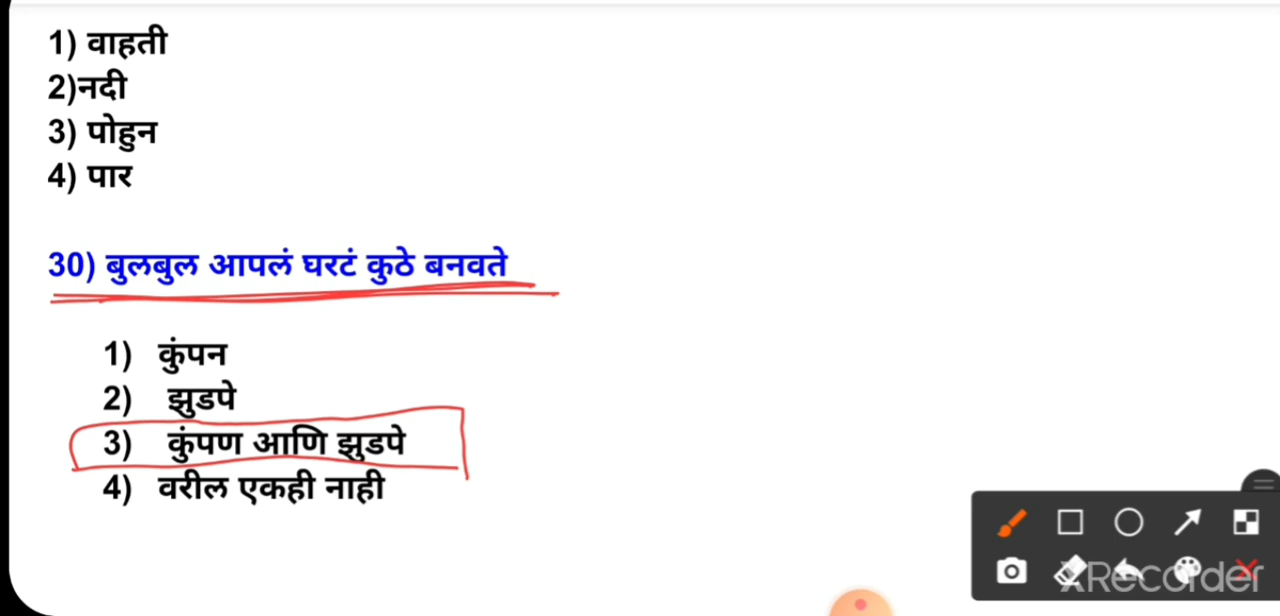 1) वाहती
2)नदी
3) पोहुन
4) पार
30) बुलबुल आपलं घरटं कुठे बनवते
1) कुंपन
2) झुडपे
3) कुंपण आणि झुडपे
4) वरील एकही नाही
XRecorder